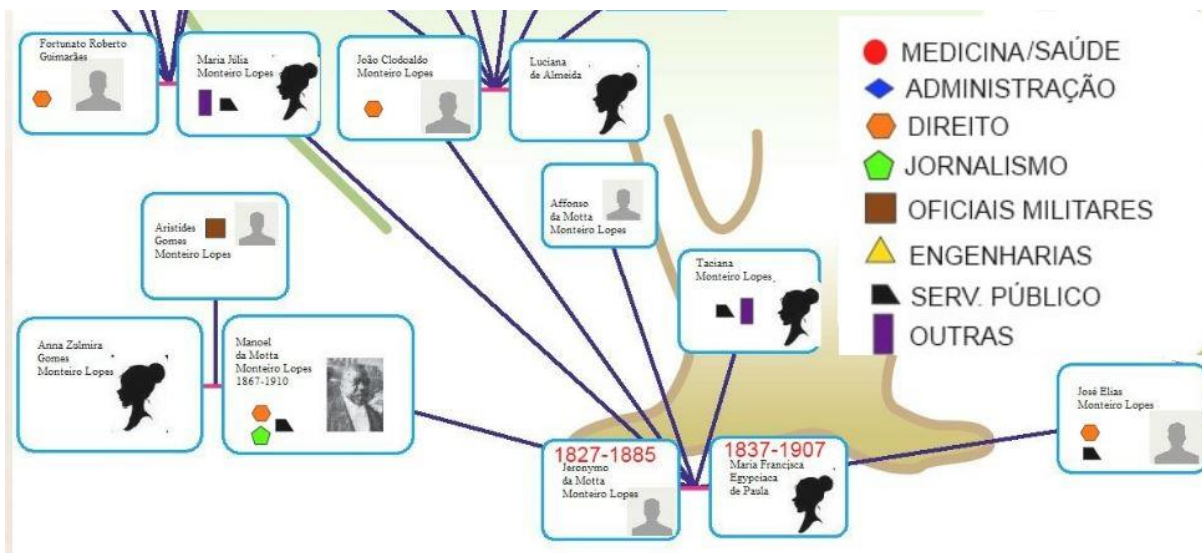 Fortunato Roberto
Guimarães
Maria Júlia
Monteiro Lopes
João Clodoaldo
Monteiro Lopes
Luciana
de Almeida
MEDICINA/SAÚDE
ADMINISTRAÇÃO
DIREITO
JORNALISMO
OFICIAIS MILITARES
ENGENHARIAS
SERV. PÚBLICO
OUTRAS
Aristides
Gomes
Monteiro Lopes
Affonso
da Motta
Monteiro Lopes
Taciana
Monteiro Lopes
Anna Zulmira
Gomes
Monteiro Lopes
Manoel
da Motta
Monteiro Lopes
1867-1910
José Elias
Monteiro Lopes
1827-1885
Jeronymo
da Motta
Monteiro Lopes
1837-1907
Maria Francisca
Egypciaca
de Paula